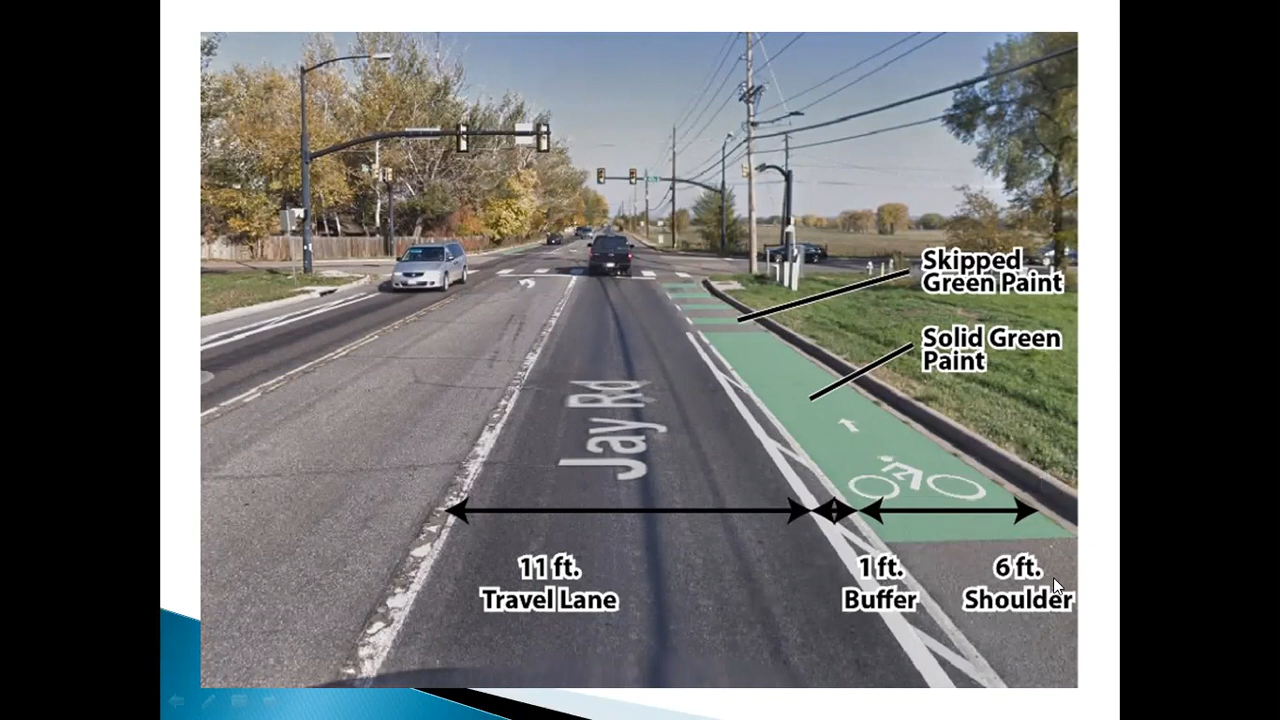 Skipped
Green Paint
Solid Green
Paint
Jay Rd
11 ft.
Travel Lane
1 ft.
Buffer
6 ft.
Shoulder